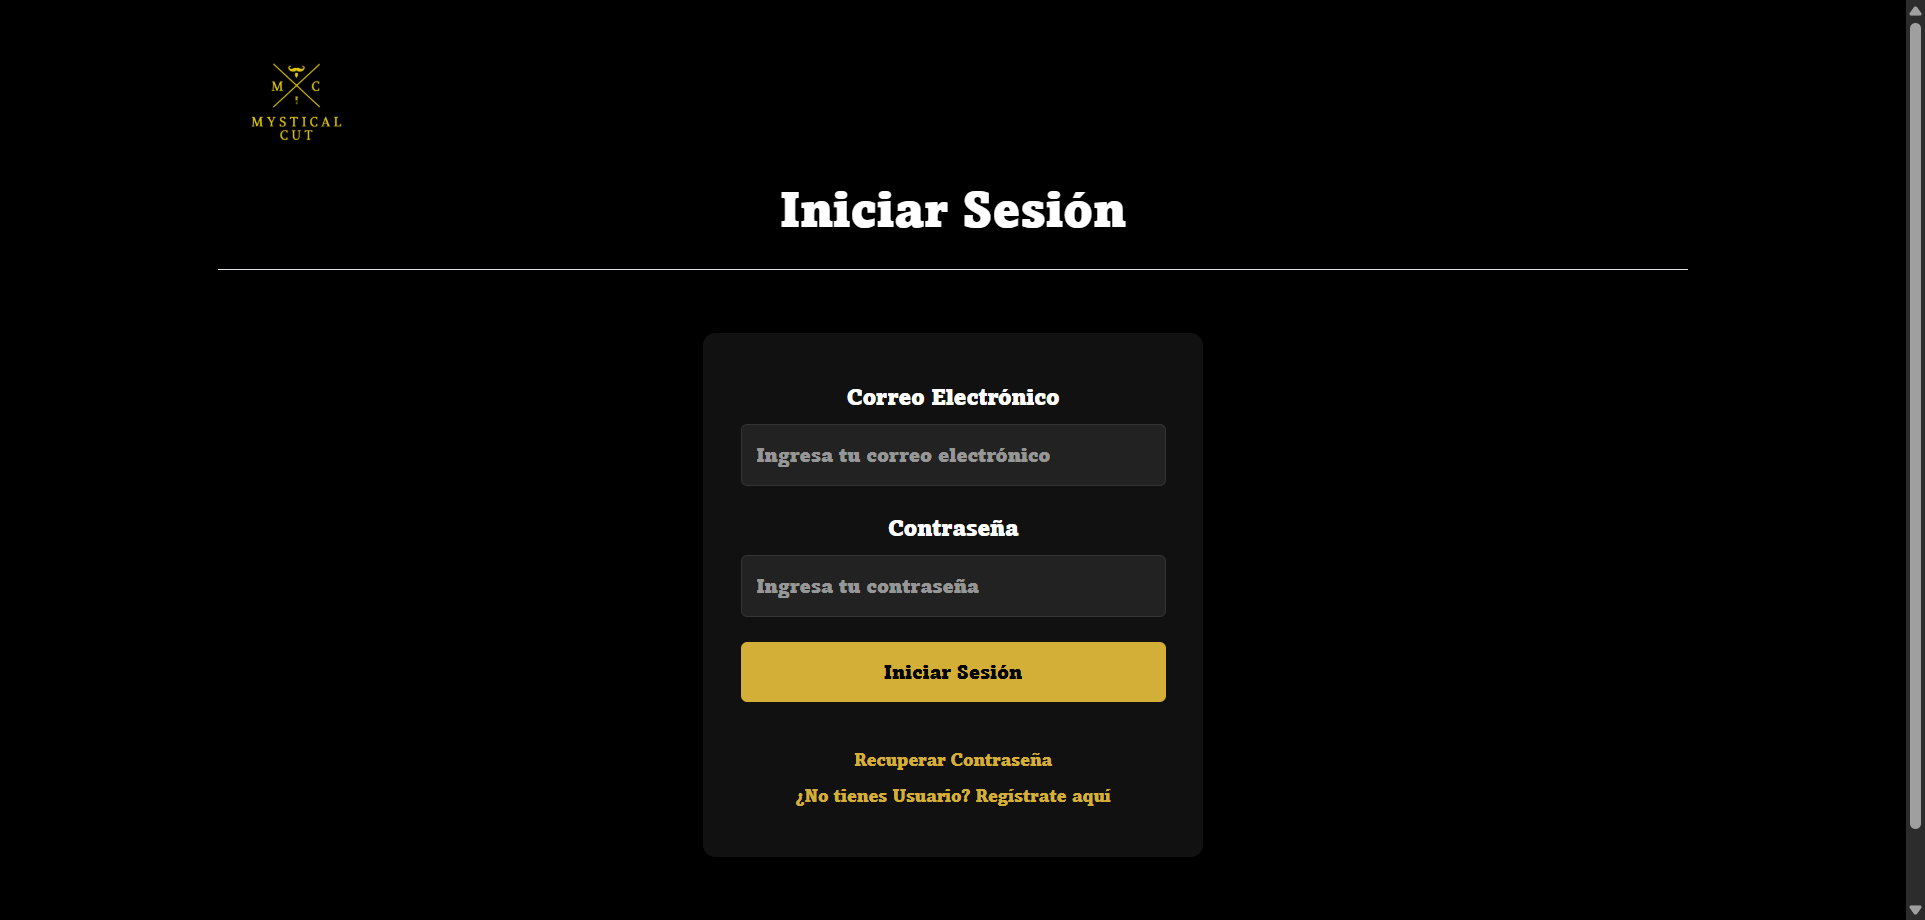 M C
MYSTICAL
CUT
Iniciar Sesión
Correo Electrónico
Ingresa tu correo electrónico
Contraseña
Ingresa tu contraseña
Iniciar Sesión
Recuperar Contraseña
¿No tienes Usuario? Regístrate aquí